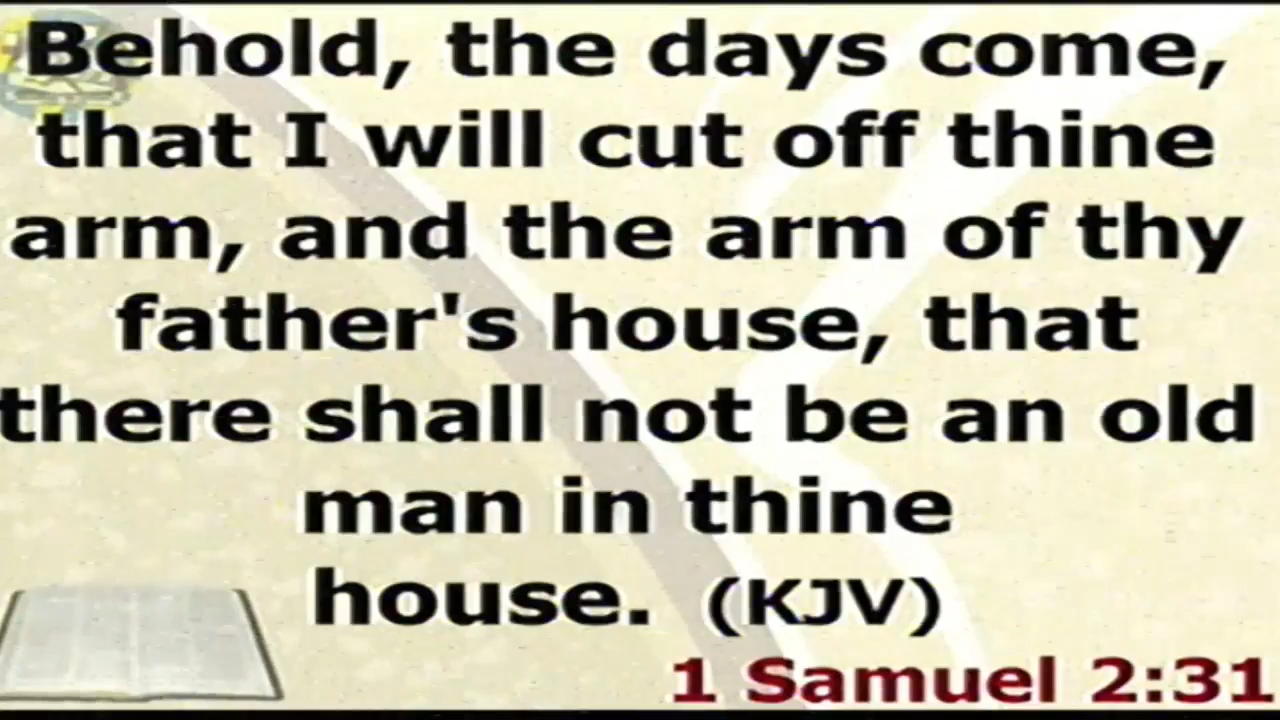 Behold, the days come,
that I will cut off thine
arm, and the arm of thy
father's house, that
there shall not be an old
man in thine
house. (KJV)
1 Samuel 2:31